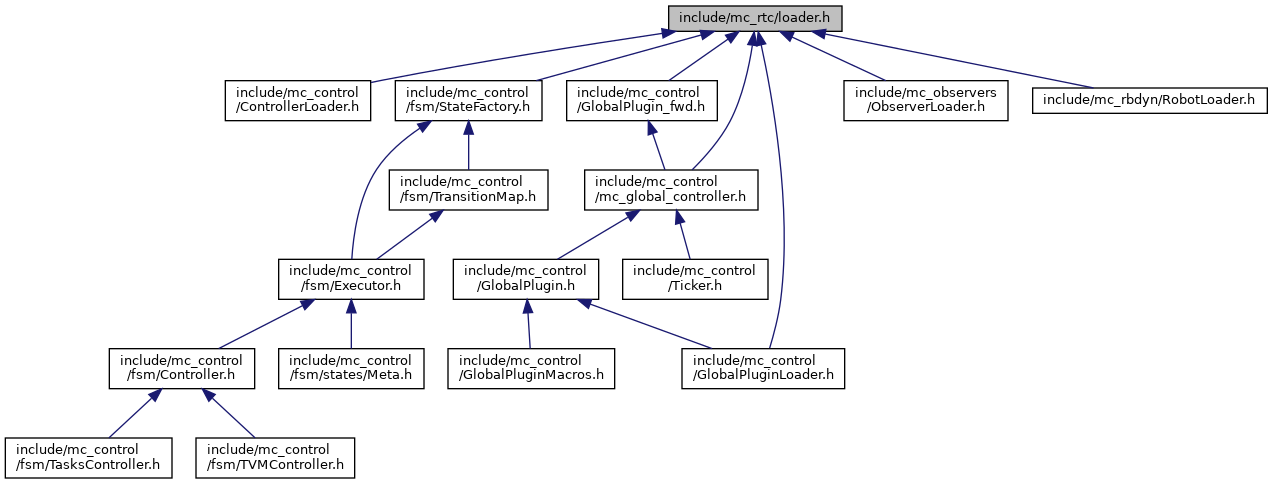 include/mc_rtc/loader.h
include/mc_control
/ControllerLoader.h
include/mc_control
/fsm/StateFactory.h
include/mc_control
/GlobalPlugin_fwd.h
include/mc_observers
/ObserverLoader.h
include/mc_rbdyn/RobotLoader.h
include/mc_control
/fsm/TransitionMap.h
include/mc_control
/mc_global_controller.h
include/mc_control
/fsm/Executor.h
include/mc_control
/GlobalPlugin.h
include/mc_control
/Ticker.h
include/mc_control
/fsm/Controller.h
include/mc_control
/fsm/states/Meta.h
include/mc_control
/GlobalPluginMacros.h
include/mc_control
/GlobalPluginLoader.h
include/mc_control
/fsm/TasksController.h
include/mc_control
/fsm/TVMController.h